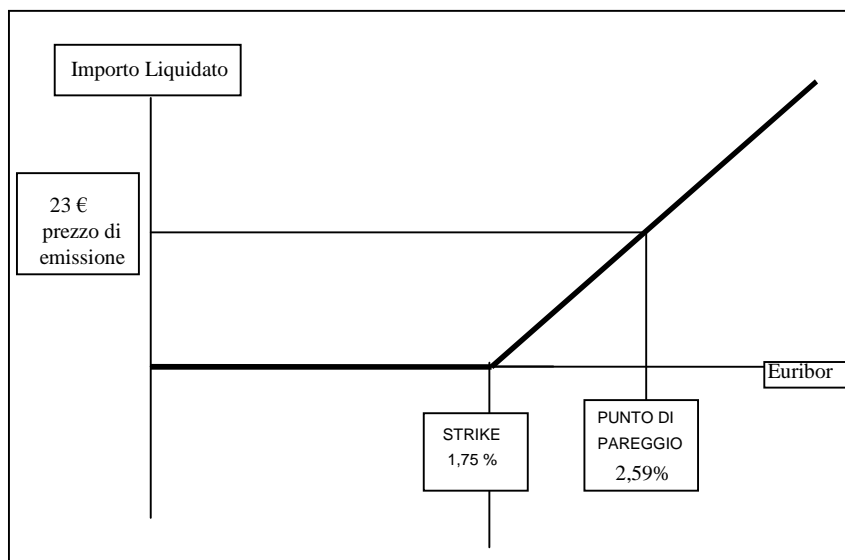 Importo Liquidato
23 €
prezzo di
emissione
Euribor
STRIKE
1,75 %
PUNTO DI
PAREGGIO
2,59%